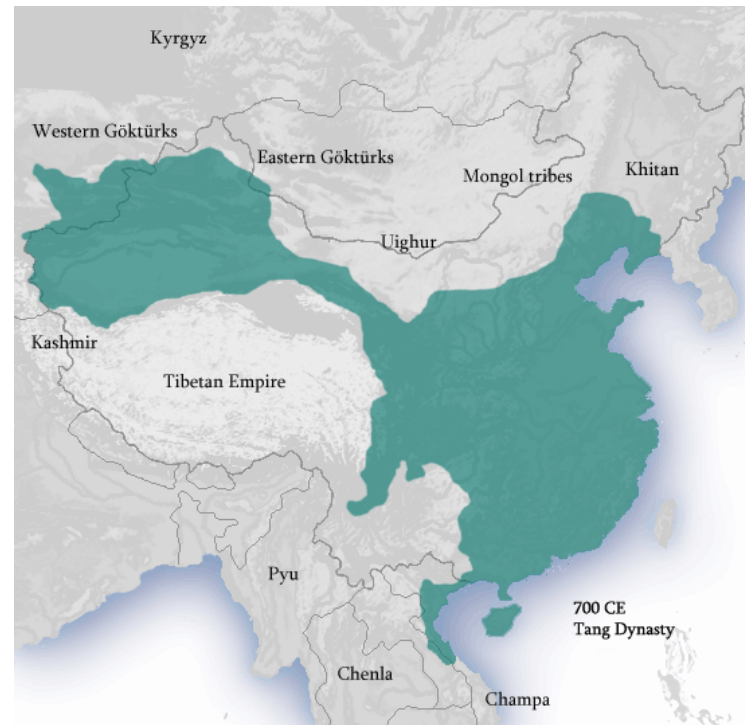 Kyrgyz
Western Göktürks
Eastern Göktürks
Mongol tribes
Khitan
Uighur
Kashmir
Tibetan Empire
Pyu
700 CE
Tang Dynasty
Chenla
Champa